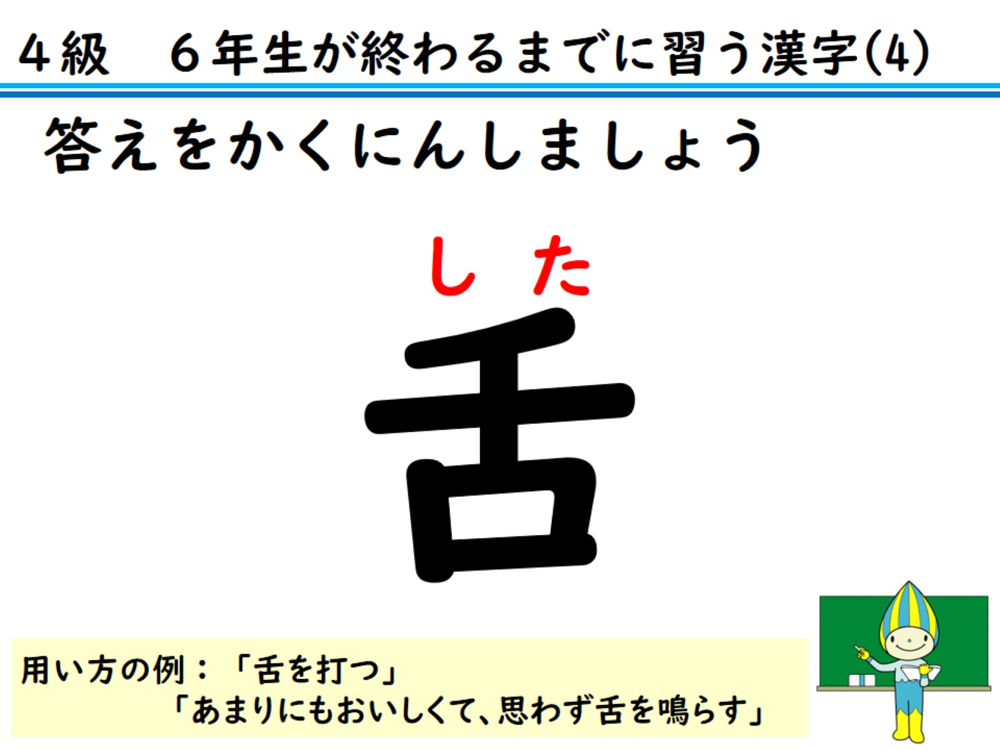 ４級　６年生が終わるまでに習う漢字(4)
答えをかくにんしましょう
した
舌
用い方の例：「舌を打つ」
「あまりにもおいしくて、思わず舌を鳴らす」